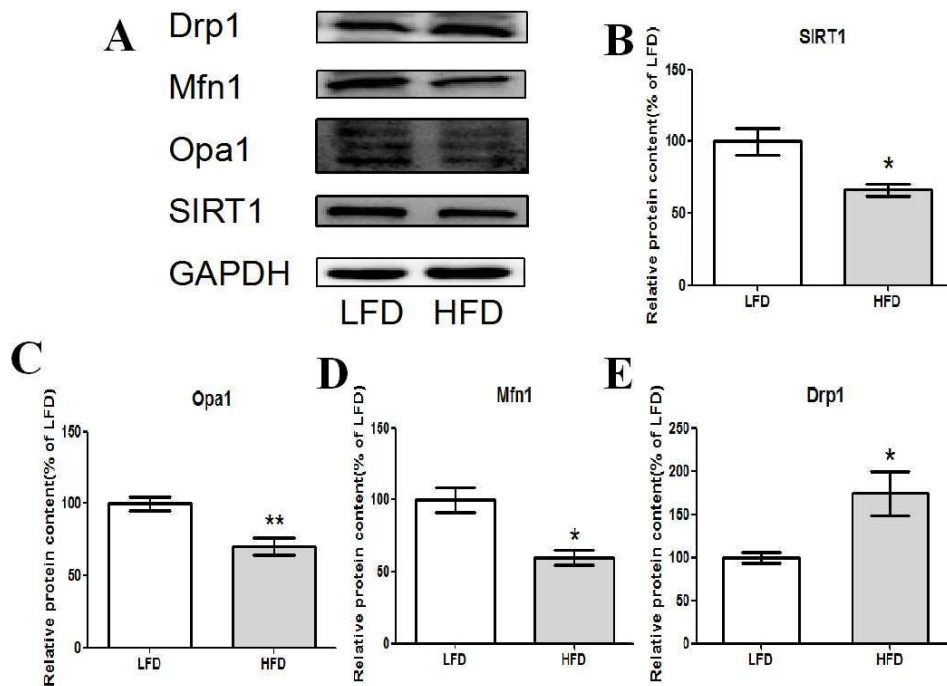 A
Drp1
Mfn1
Opa1
SIRT1
GAPDH
LFD HFD
B
SIRT1
Relative protein content(% of LFD)
150
100
50
0
*
LFD HFD
C
Opa1
Relative protein content(% of LFD)
150
100
50
0
**
LFD HFD
D
Mfn1
Relative protein content(% of LFD)
150
100
50
0
*
LFD HFD
E
Drp1
Relative protein content(% of LFD)
250
200
150
100
50
0
*
LFD HFD